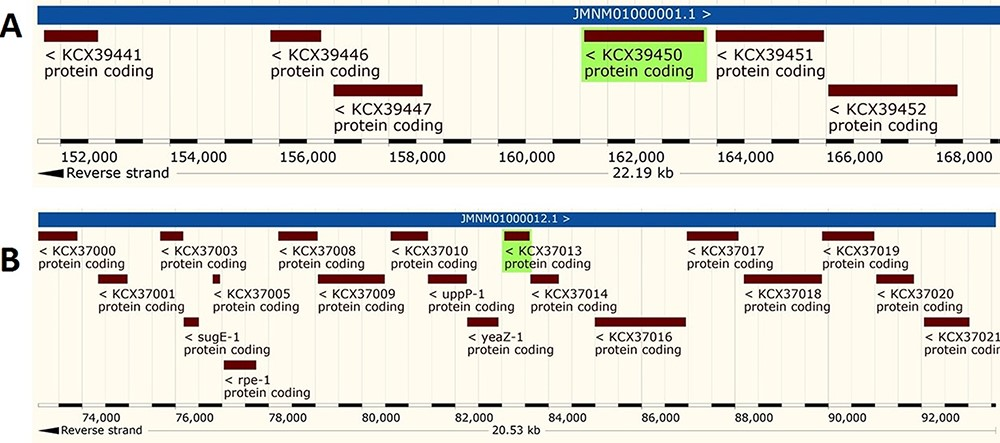 A
JMNM01000001.1 >
< KCX39441
protein coding
< KCX39446
protein coding
< KCX39450
protein coding
< KCX39451
protein coding
< KCX39447
protein coding
< KCX39452
protein coding
152,000 154,000 156,000 158,000 160,000 162,000 164,000 166,000 168,000
Reverse strand 22.19 kb
B
JMNM01000012.1 >
< KCX37000
protein coding
< KCX37003
protein coding
< KCX37008
protein coding
< KCX37010
protein coding
< KCX37013
protein coding
< KCX37017
protein coding
< KCX37019
protein coding
< KCX37001
protein coding
< KCX37005
protein coding
< KCX37009
protein coding
< uppP-1
protein coding
< KCX37014
protein coding
< KCX37018
protein coding
< KCX37020
protein coding
< sugE-1
protein coding
< yeaZ-1
protein coding
< KCX37016
protein coding
< KCX37021
protein codin
< rpe-1
protein coding
74,000 76,000 78,000 80,000 82,000 84,000 86,000 88,000 90,000 92,000
Reverse strand 20.53 kb